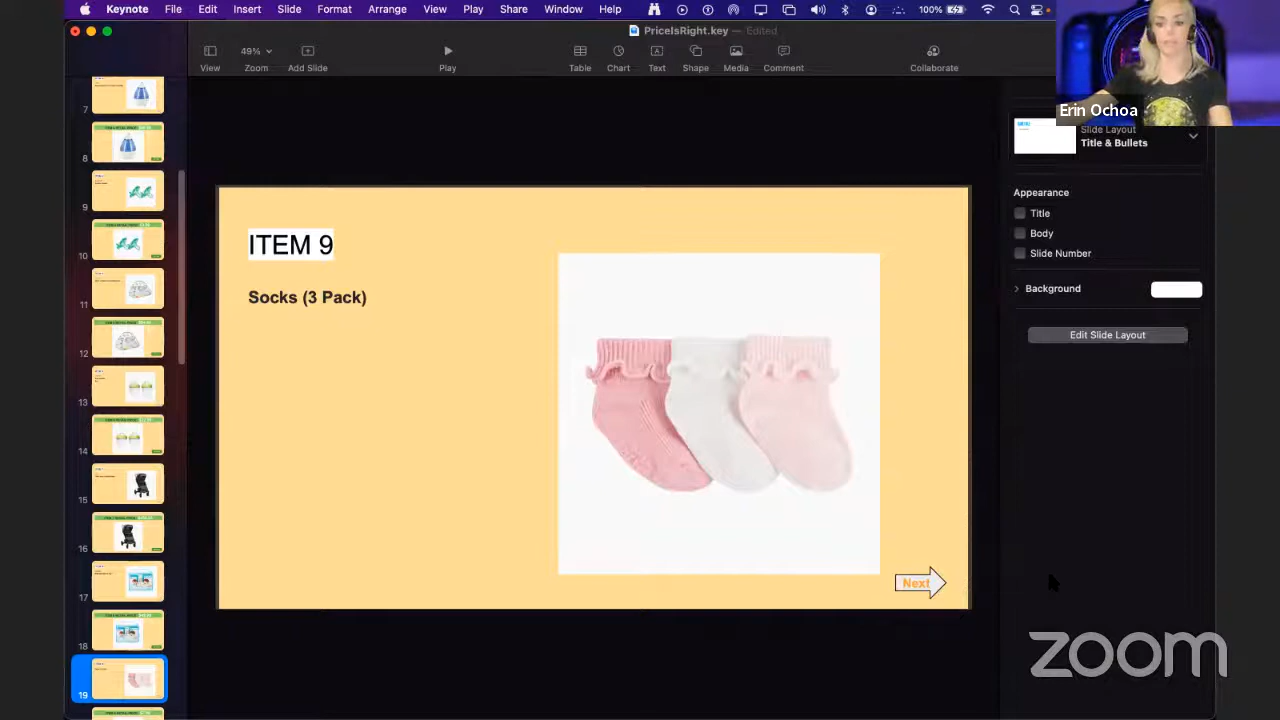 Keynote File Edit Insert Slide Format Arrange View Play Share Window Help 100%
PriceIsRight.key — Edited
49%
View Zoom Add Slide Play Table Chart Text Shape Media Comment Collaborate
Erin Ochoa
Slide Layout
Title & Bullets
Appearance
Title
Body
Slide Number
Background
Edit Slide Layout
7
8
9
10
11
12
13
14
15
16
17
18
19
ITEM 9
Socks (3 Pack)
Next
zoom